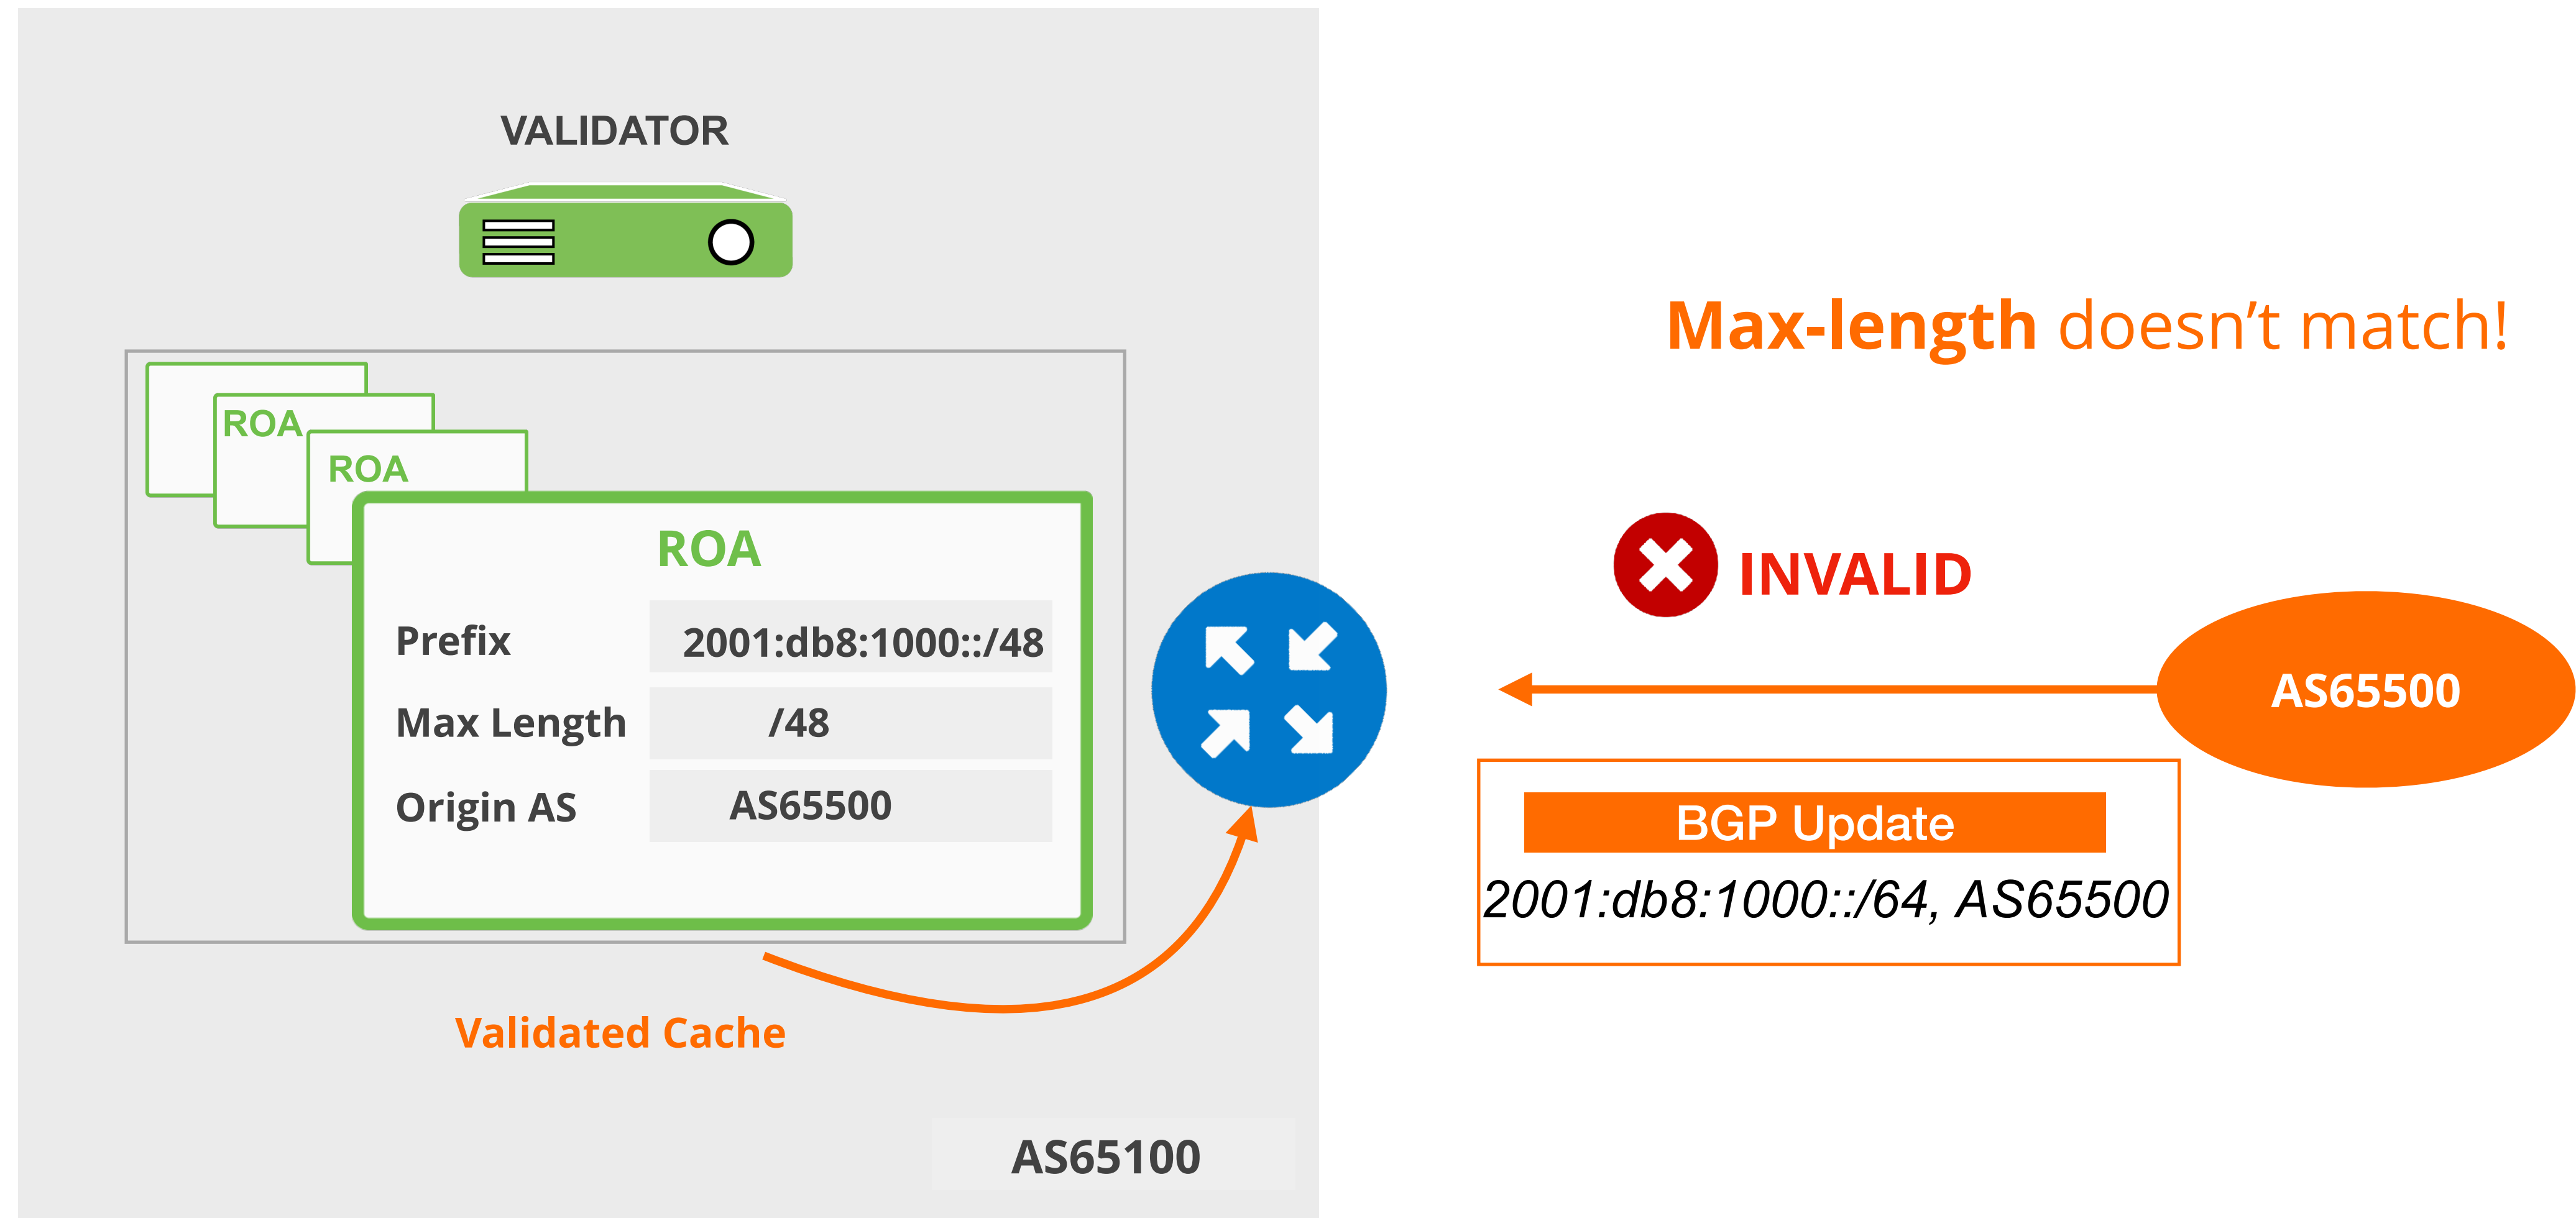 VALIDATOR
Max-length doesn't match!
ROA
ROA
ROA
Prefix 2001:db8:1000::/48
Max Length /48
Origin AS AS65500
INVALID
AS65500
BGP Update
2001:db8:1000::/64, AS65500
Validated Cache
AS65100